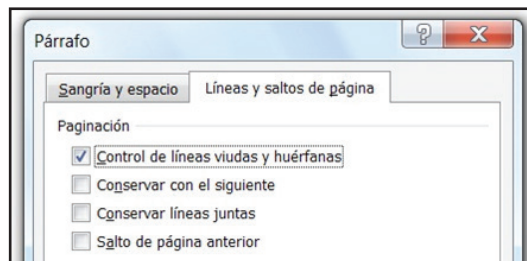 Párrafo
Sangría y espacio Líneas y saltos de página
Paginación
Control de líneas viudas y huérfanas
Conservar con el siguiente
Conservar líneas juntas
Salto de página anterior